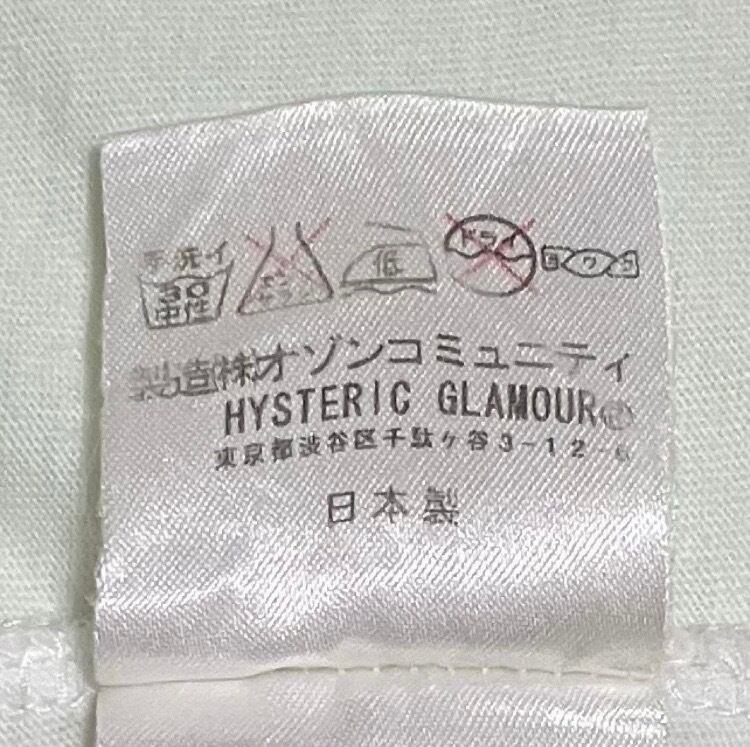 手洗イ
30
中性
エンソ
サラシ
低
ドライ
ヨワク
製造㈱オゾンコミュニティ
HYSTERIC GLAMOUR
東京都渋谷区千駄ヶ谷3-12-
日本製